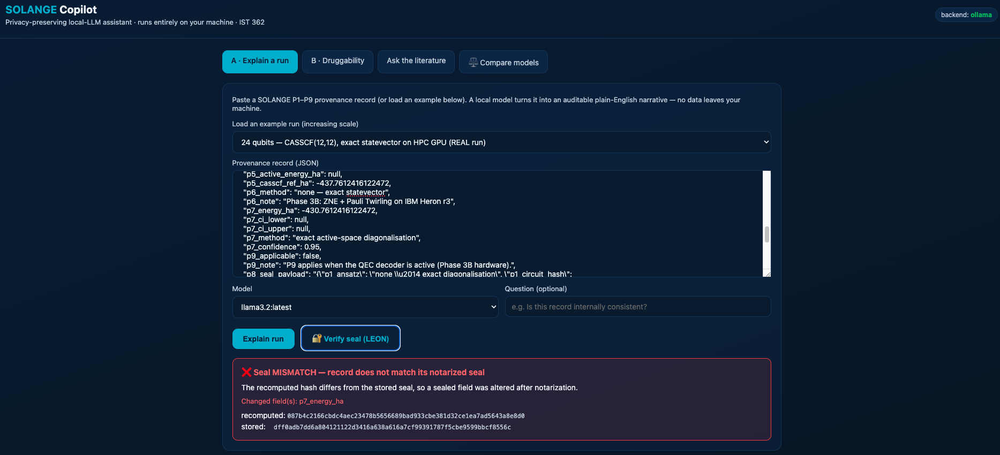 SOLANGE Copilot
Privacy-preserving local-LLM assistant · runs entirely on your machine · IST 362
backend: ollama
A · Explain a run
B · Druggability
Ask the literature
Compare models
Paste a SOLANGE P1–P9 provenance record (or load an example below). A local model turns it into an auditable plain-English narrative — no data leaves your
machine.
Load an example run (increasing scale)
24 qubits — CASSCF(12,12), exact statevector on HPC GPU (REAL run)
Provenance record (JSON)
"p5_active_energy_ha": null,
"p5_casscf_ref_ha": -437.7612416122472,
"p6_method": "none — exact statevector",
"p6_note": "Phase 3B: ZNE + Pauli Twirling on IBM Heron r3",
"p7_energy_ha": -430.7612416122472,
"p7_ci_lower": null,
"p7_ci_upper": null,
"p7_method": "exact active-space diagonalisation",
"p7_confidence": 0.95,
"p9_applicable": false,
"p9_note": "P9 applies when the QEC decoder is active (Phase 3B hardware).",
"p8_seal_payload": "{\"p1_ansatz\": \"none \\u2014 exact diagonalisation\", \"p1_circuit_hash\":
Model
Question (optional)
llama3.2:latest
e.g. Is this record internally consistent?
Explain run
Verify seal (LEON)
Seal MISMATCH — record does not match its notarized seal
The recomputed hash differs from the stored seal, so a sealed field was altered after notarization.
Changed field(s): p7_energy_ha
recomputed: 087b4c2166cbdc4aec23478b5656689bad933cbe381d32ce1ea7ad5643a8e8d0
stored: dff0adb7dd6a804121122d3416a638a616a7cf99391787f5cbe9599bbcf8556c